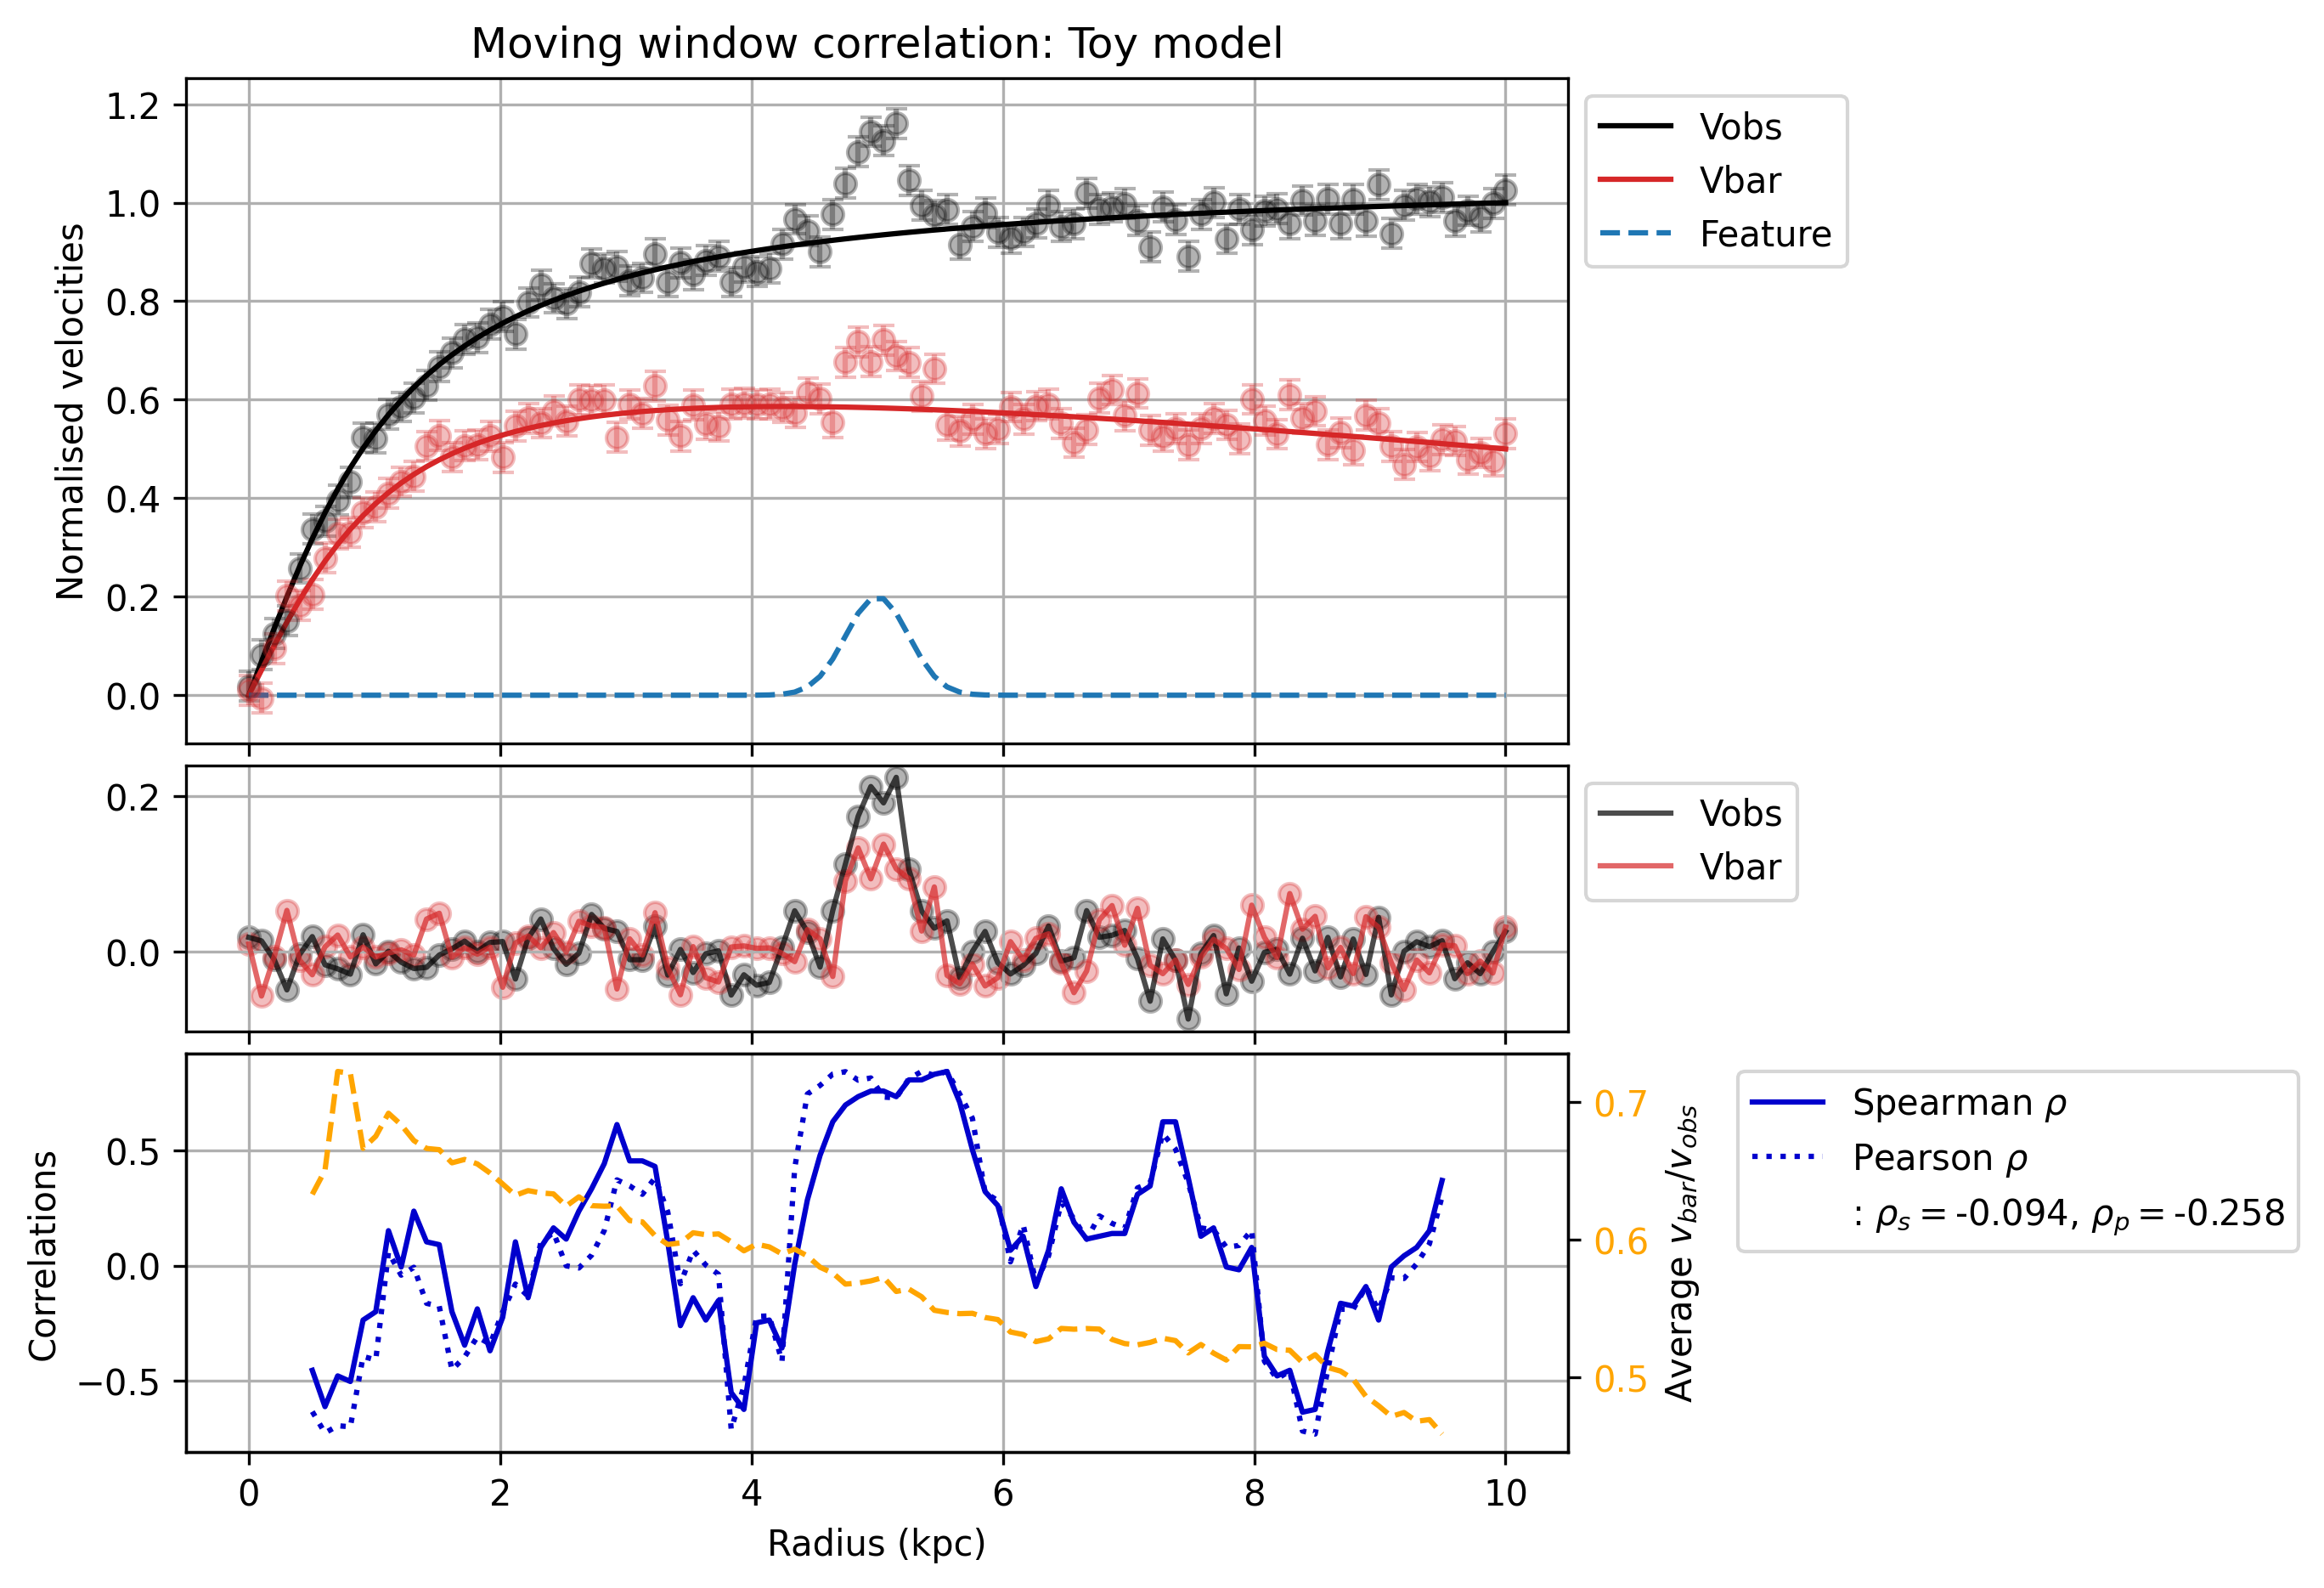 Moving window correlation: Toy model
Normalised velocities
1.2
1.0
0.8
0.6
0.4
0.2
0.0
Vobs
Vbar
Feature
0.2
0.0
Vobs
Vbar
Correlations
0.5
0.0
−0.5
0.7
0.6
0.5
Average v_bar/v_obs
Spearman ρ
Pearson ρ
: ρ_s = -0.094, ρ_p = -0.258
0 2 4 6 8 10
Radius (kpc)